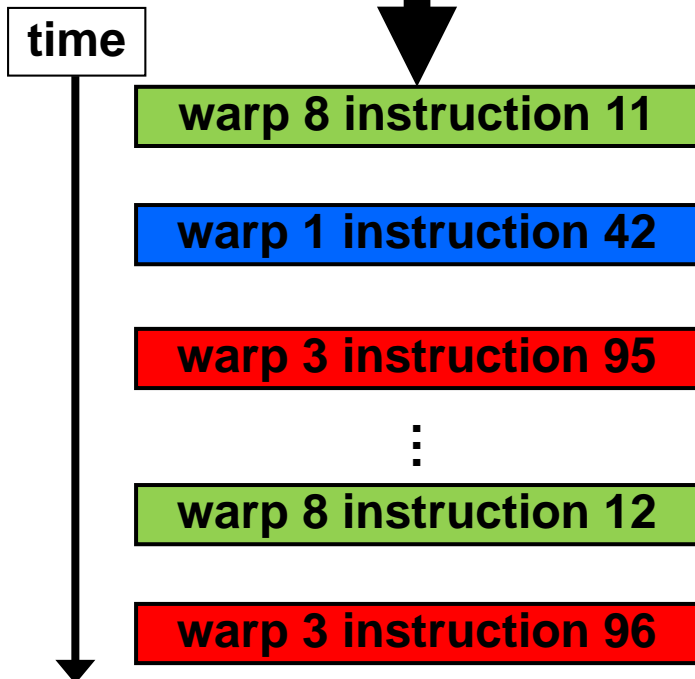 time
warp 8 instruction 11
warp 1 instruction 42
warp 3 instruction 95
⋮
warp 8 instruction 12
warp 3 instruction 96